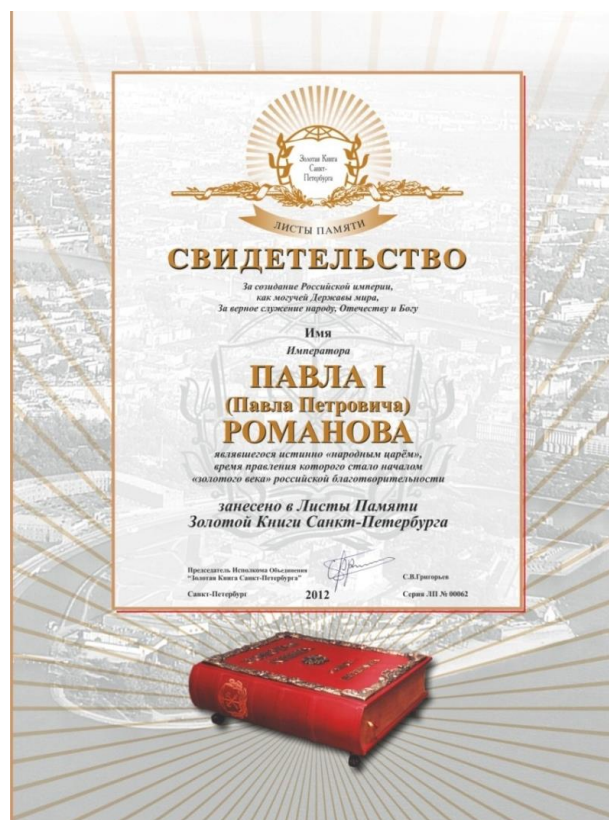 Золотая Книга
Санкт-
Петербурга
ЛИСТЫ ПАМЯТИ
СВИДЕТЕЛЬСТВО
За созидание Российской империи,
как могучей Державы мира,
За верное служение народу, Отечеству и Богу
Имя
Императора
ПАВЛА I
(Павла Петровича)
РОМАНОВА
являвшегося истинно «народным царём»,
время правления которого стало началом
«золотого века» российской благотворительности
занесено в Листы Памяти
Золотой Книги Санкт-Петербурга
Председатель Исполкома Объединения
"Золотая Книга Санкт-Петербурга"
С.В.Григорьев
Санкт-Петербург 2012 Серия ЛП № 00062